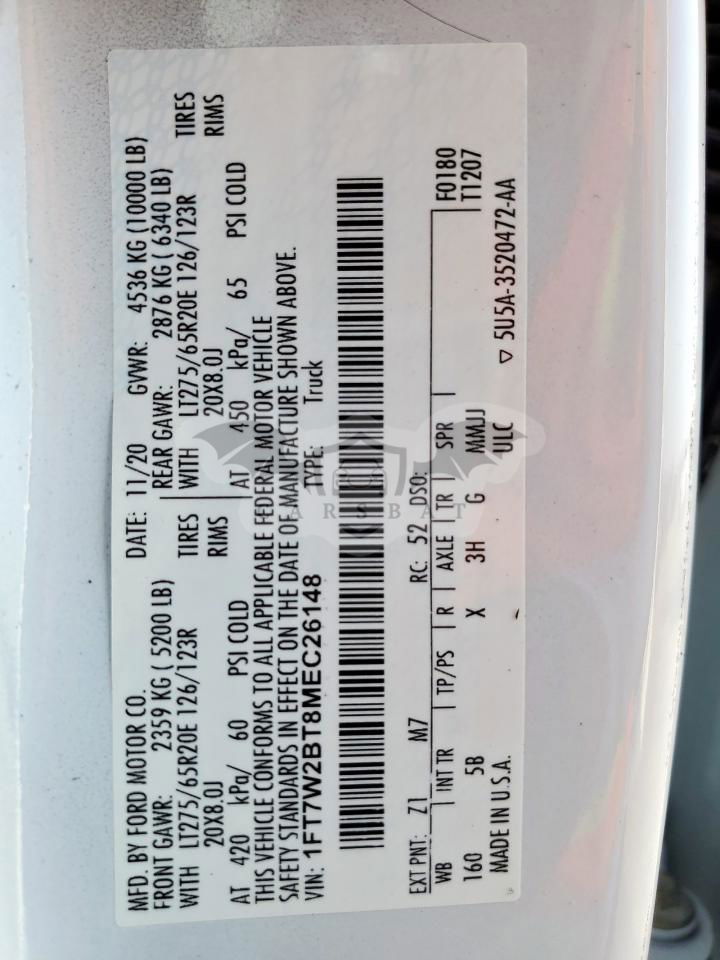 MFD. BY FORD MOTOR CO.
DATE: 11/20 GVWR: 4536 KG (10000 LB)
FRONT GAWR: 2359 KG ( 5200 LB) REAR GAWR: 2876 KG ( 6340 LB)
WITH LT275/65R20E 126/123R TIRES WITH LT275/65R20E 126/123R TIRES
20X8.0J RIMS 20X8.0J RIMS
AT 420 kPa/ 60 PSI COLD AT 450 kPa/ 65 PSI COLD
THIS VEHICLE CONFORMS TO ALL APPLICABLE FEDERAL MOTOR VEHICLE
SAFETY STANDARDS IN EFFECT ON THE DATE OF MANUFACTURE SHOWN ABOVE.
VIN: 1FT7W2BT8MEC26148 TYPE: Truck
EXT PNT: Z1 M7 RC: 52 DSO: F0180
WB INT TR TP/PS R AXLE TR SPR T1207
160 5B X 3H G MMJJ
MADE IN U.S.A. ULC ▽ 5U5A-3520472-AA
CARSBAT